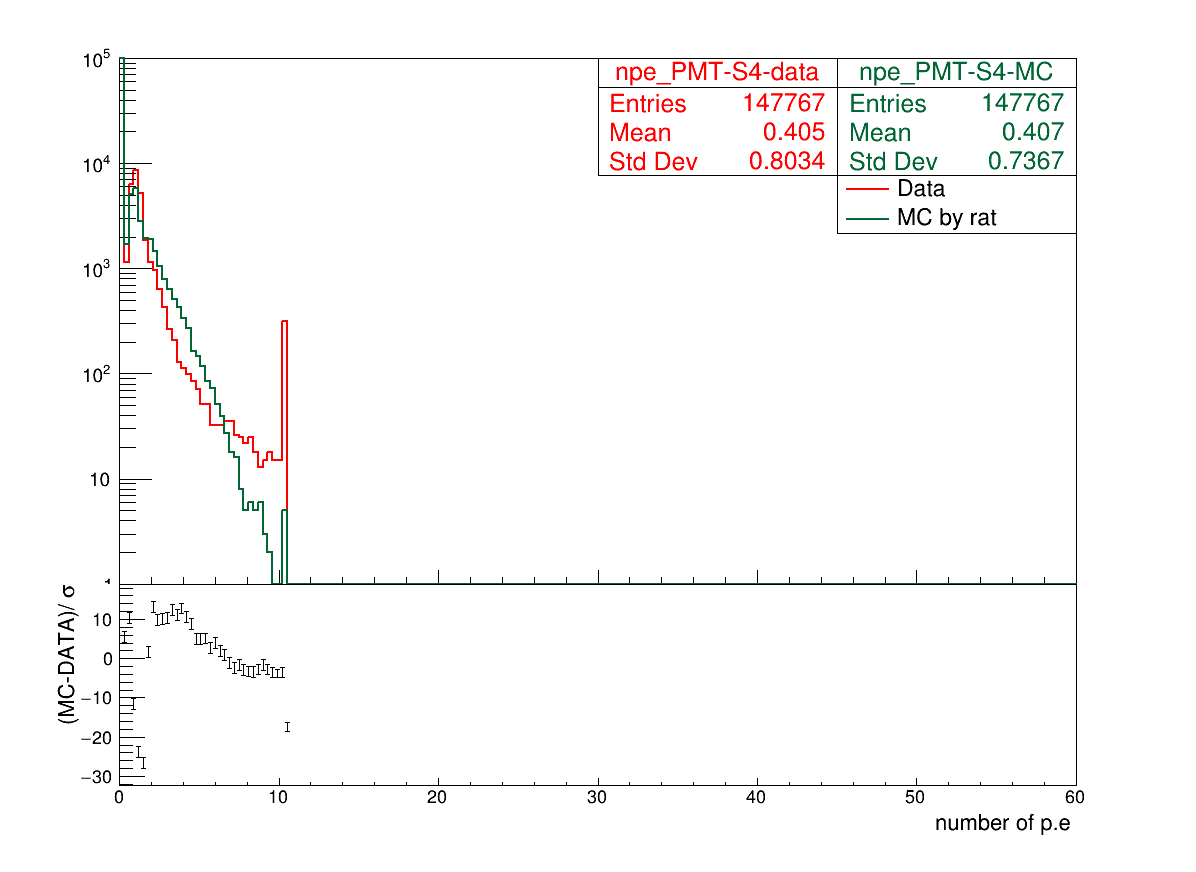 npe_PMT-S4-data
Entries 147767
Mean 0.405
Std Dev 0.8034
npe_PMT-S4-MC
Entries 147767
Mean 0.407
Std Dev 0.7367
Data
MC by rat
10^5
10^4
10^3
10^2
10
1
(MC-DATA)/ σ
10
0
−10
−20
−30
0 10 20 30 40 50 60
number of p.e